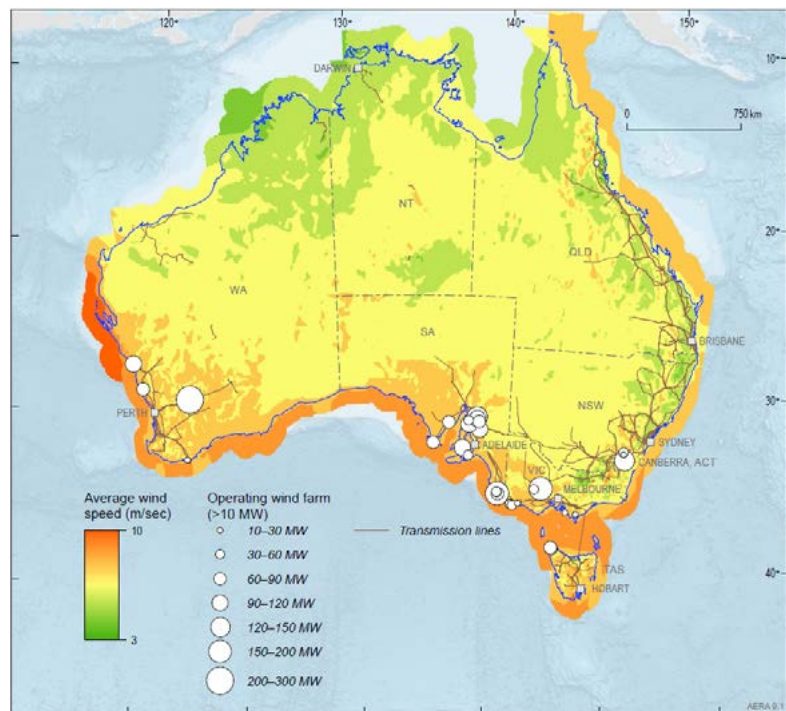 120°
130°
140°
150°
10°
DARWIN
0
750 km
NT
QLD
20°
WA
SA
BRISBANE
NSW
30°
PERTH
ADELAIDE
SYDNEY
CANBERRA, ACT
VIC
MELBOURNE
Average wind
speed (m/sec)
10
3
Operating wind farm
(>10 MW)
10–30 MW
30–60 MW
60–90 MW
90–120 MW
120–150 MW
150–200 MW
200–300 MW
Transmission lines
TAS
HOBART
40°
AERA 9.1